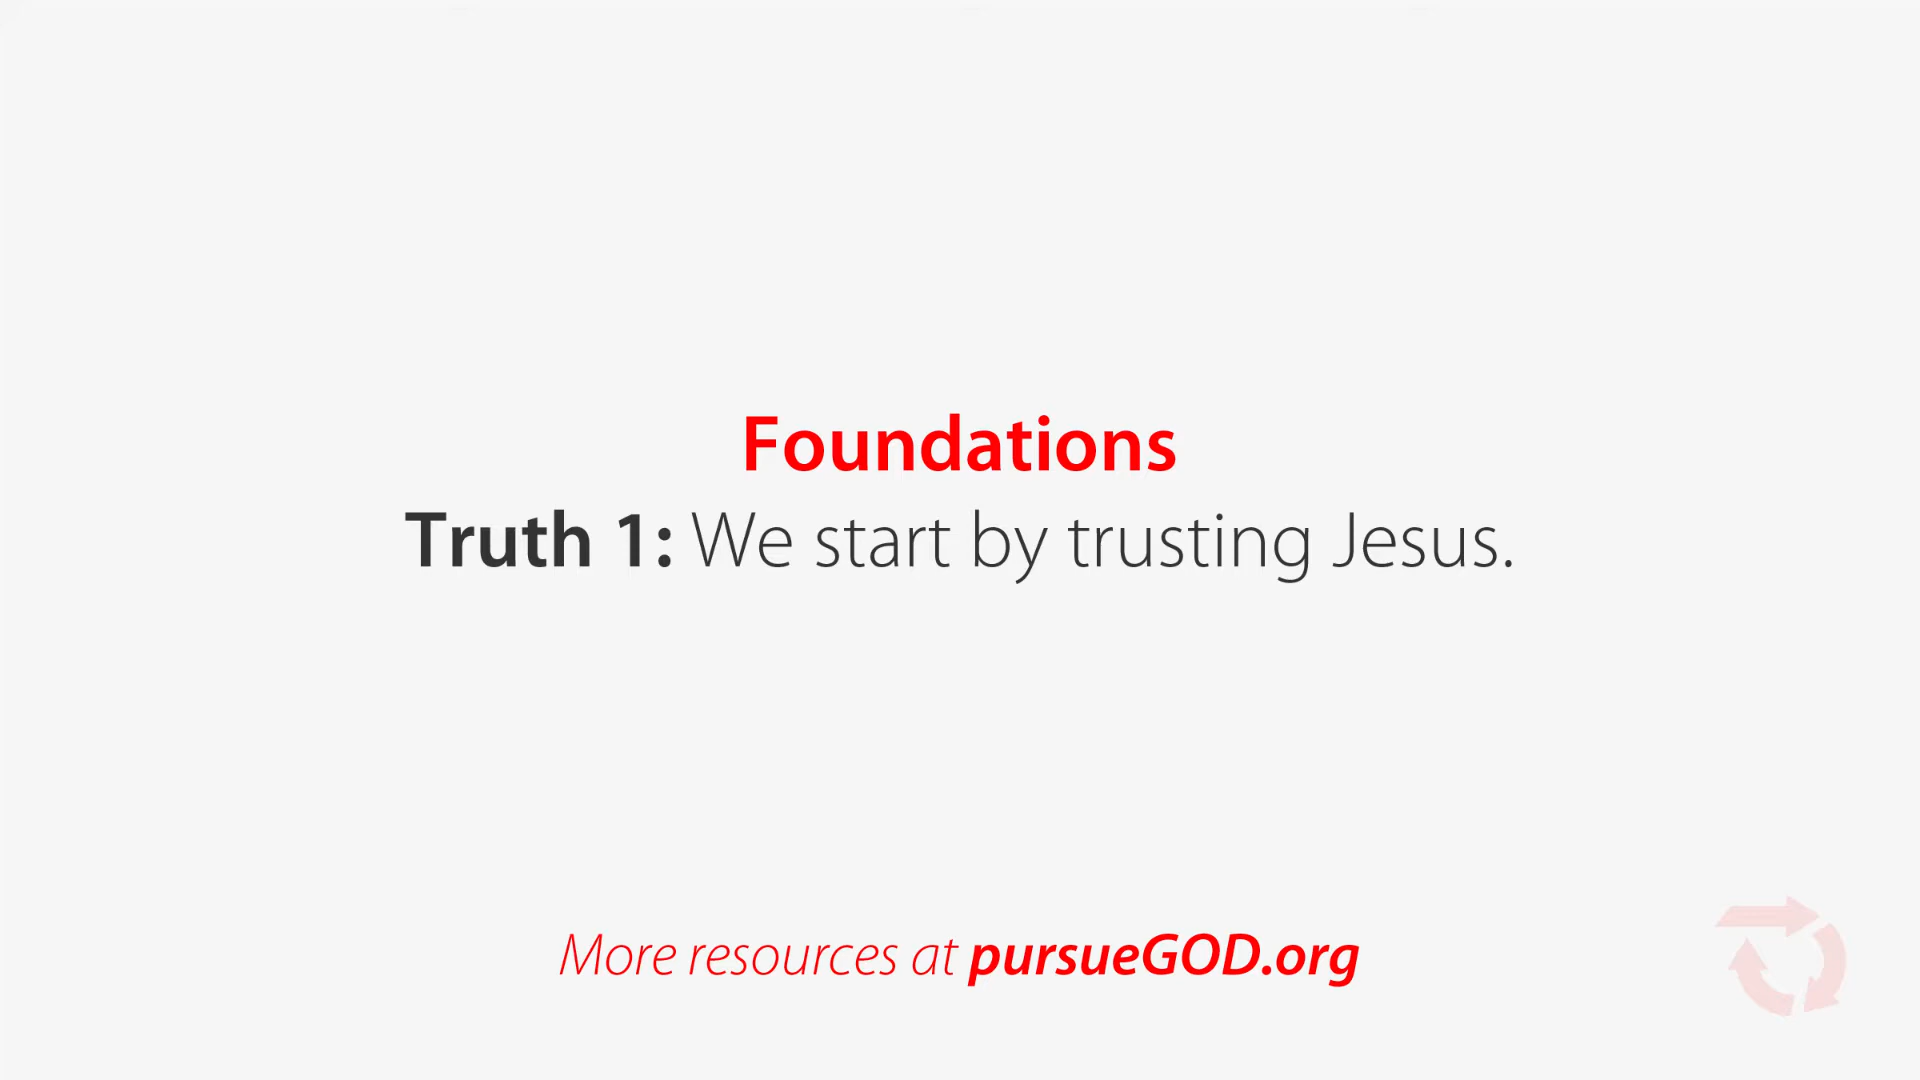 Foundations
Truth 1: We start by trusting Jesus.
More resources at pursueGOD.org